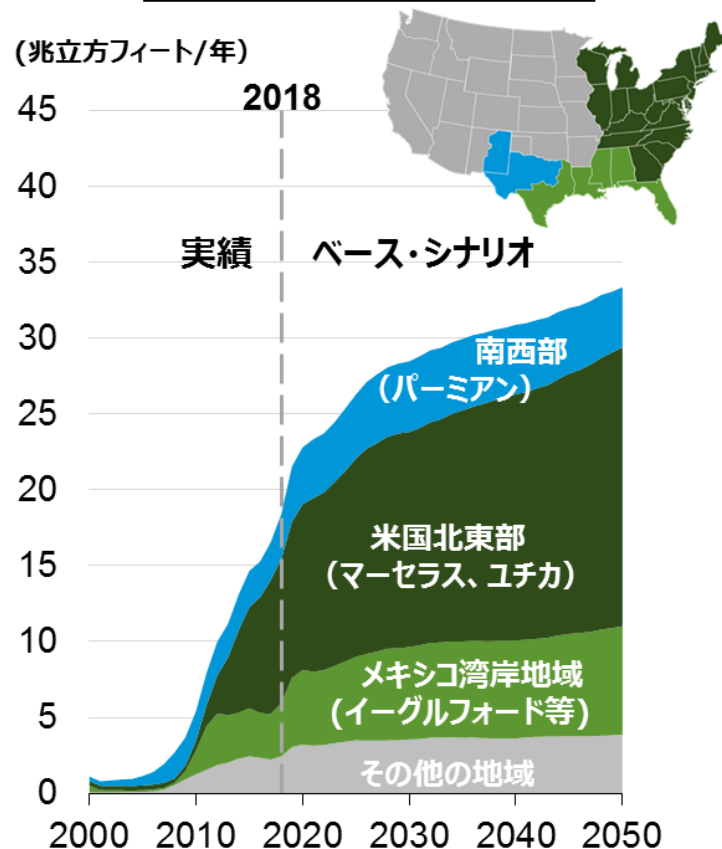 (兆立方フィート/年)
2018
45
40
35
30
25
20
15
10
5
0
実績
ベース・シナリオ
南西部
(パーミアン)
米国北東部
(マーセラス、ユチカ)
メキシコ湾岸地域
(イーグルフォード等)
その他の地域
2000
2010
2020
2030
2040
2050